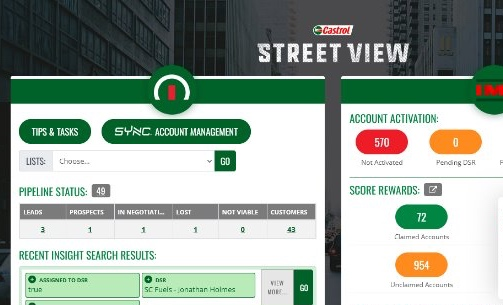 Castrol
STREET VIEW
TIPS & TASKS
SYNC ACCOUNT MANAGEMENT
LISTS: Choose... GO
PIPELINE STATUS: 49
LEADS PROSPECTS IN NEGOTIATI... LOST NOT VIABLE CUSTOMERS
3 1 1 1 0 43
RECENT INSIGHT SEARCH RESULTS:
ASSIGNED TO DSR
true
DSR
SC Fuels - Jonathan Holmes
VIEW
MORE...
GO
IM
ACCOUNT ACTIVATION:
570 0
Not Activated Pending DSR
SCORE REWARDS:
72
Claimed Accounts
954
Unclaimed Accounts